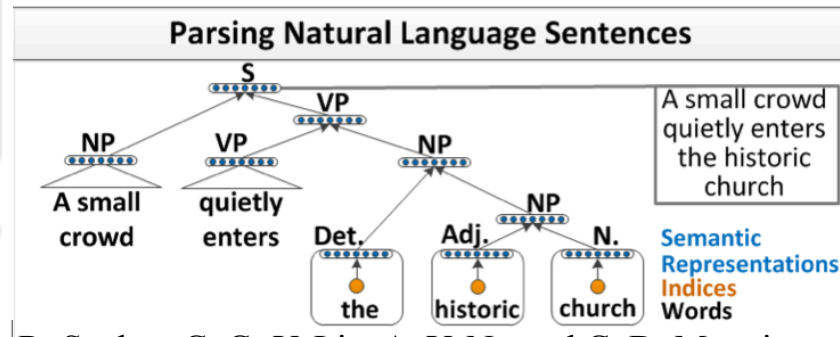 Parsing Natural Language Sentences
S
VP
NP
VP
NP
A small crowd
quietly enters
the historic
church
A small
crowd
quietly
enters
NP
Det.
Adj.
N.
the
historic
church
Semantic
Representations
Indices
Words